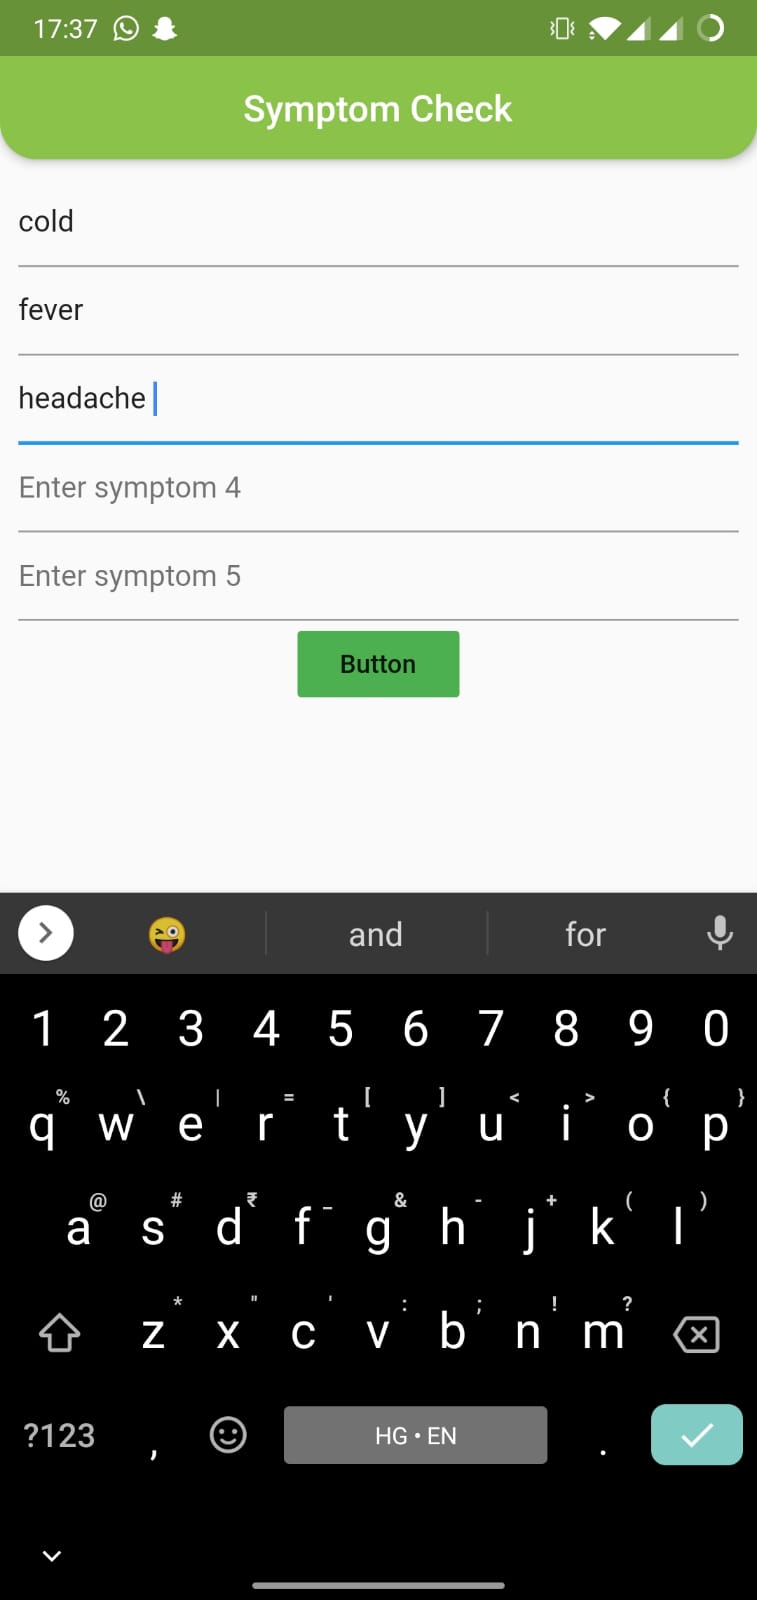 17:37
Symptom Check
cold
fever
headache
Enter symptom 4
Enter symptom 5
Button
and for
1 2 3 4 5 6 7 8 9 0
% \ | = [ ] < > { }
q w e r t y u i o p
@ # ₹ _ & - + ( )
a s d f g h j k l
* " ' : ; ! ?
z x c v b n m
?123 , HG • EN .